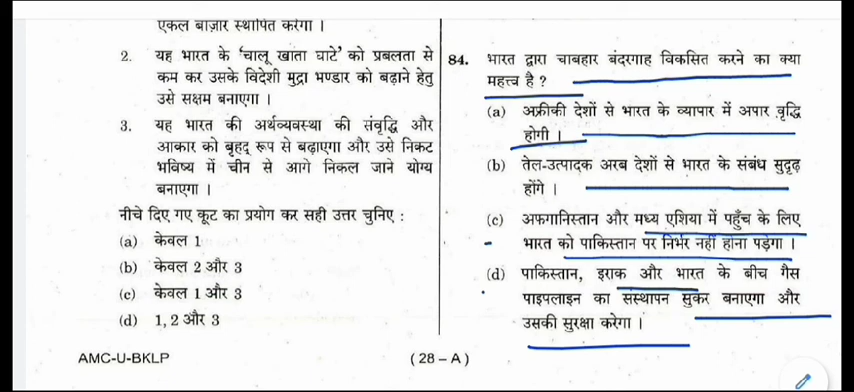 एकल बाज़ार स्थापित करेगा ।
2. यह भारत के ‘चालू खाता घाटे’ को प्रबलता से
कम कर उसके विदेशी मुद्रा भण्डार को बढ़ाने हेतु
उसे सक्षम बनाएगा ।
3. यह भारत की अर्थव्यवस्था की संवृद्धि और
आकार को बृहद् रूप से बढ़ाएगा और उसे निकट
भविष्य में चीन से आगे निकल जाने योग्य
बनाएगा ।
नीचे दिए गए कूट का प्रयोग कर सही उत्तर चुनिए :
(a) केवल 1
(b) केवल 2 और 3
(c) केवल 1 और 3
(d) 1, 2 और 3
84. भारत द्वारा चाबहार बंदरगाह विकसित करने का क्या
महत्त्व है ?
(a) अफ्रीकी देशों से भारत के व्यापार में अपार वृद्धि
होगी ।
(b) तेल-उत्पादक अरब देशों से भारत के संबंध सुदृढ़
होंगे ।
(c) अफगानिस्तान और मध्य एशिया में पहुँच के लिए
भारत को पाकिस्तान पर निर्भर नहीं होना पड़ेगा ।
(d) पाकिस्तान, इराक और भारत के बीच गैस
पाइपलाइन का संस्थापन सुकर बनाएगा और
उसकी सुरक्षा करेगा ।
AMC-U-BKLP
( 28 – A )